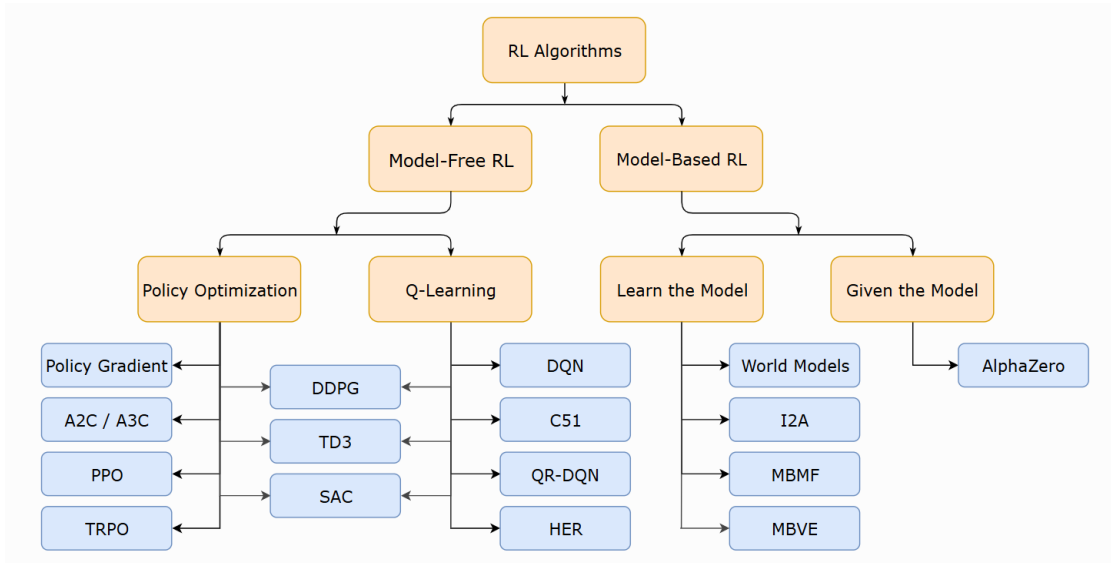 RL Algorithms
Model-Free RL
Model-Based RL
Policy Optimization
Q-Learning
Learn the Model
Given the Model
Policy Gradient
A2C / A3C
PPO
TRPO
DDPG
TD3
SAC
DQN
C51
QR-DQN
HER
World Models
I2A
MBMF
MBVE
AlphaZero